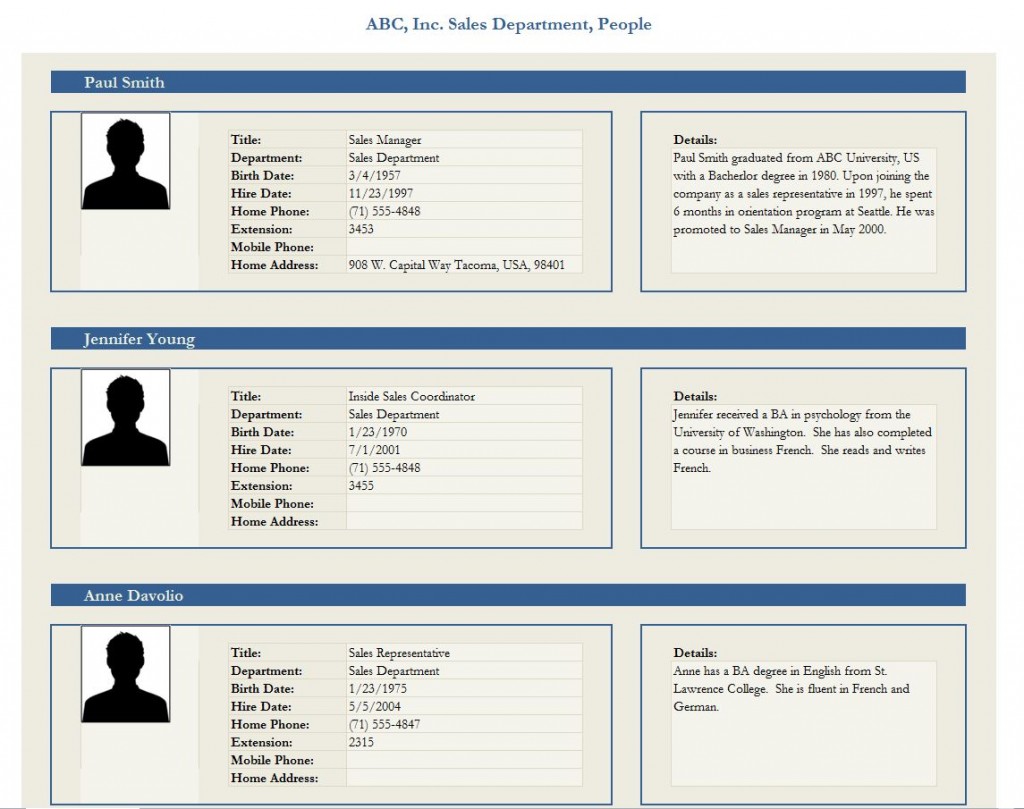 ABC, Inc. Sales Department, People
Paul Smith
Title: Sales Manager
Department: Sales Department
Birth Date: 3/4/1957
Hire Date: 11/23/1997
Home Phone: (71) 555-4848
Extension: 3453
Mobile Phone:
Home Address: 908 W. Capital Way Tacoma, USA, 98401
Details:
Paul Smith graduated from ABC University, US
with a Bacherlor degree in 1980. Upon joining the
company as a sales representative in 1997, he spent
6 months in orientation program at Seattle. He was
promoted to Sales Manager in May 2000.
Jennifer Young
Title: Inside Sales Coordinator
Department: Sales Department
Birth Date: 1/23/1970
Hire Date: 7/1/2001
Home Phone: (71) 555-4848
Extension: 3455
Mobile Phone:
Home Address:
Details:
Jennifer received a BA in psychology from the
University of Washington. She has also completed
a course in business French. She reads and writes
French.
Anne Davolio
Title: Sales Representative
Department: Sales Department
Birth Date: 1/23/1975
Hire Date: 5/5/2004
Home Phone: (71) 555-4847
Extension: 2315
Mobile Phone:
Home Address:
Details:
Anne has a BA degree in English from St.
Lawrence College. She is fluent in French and
German.